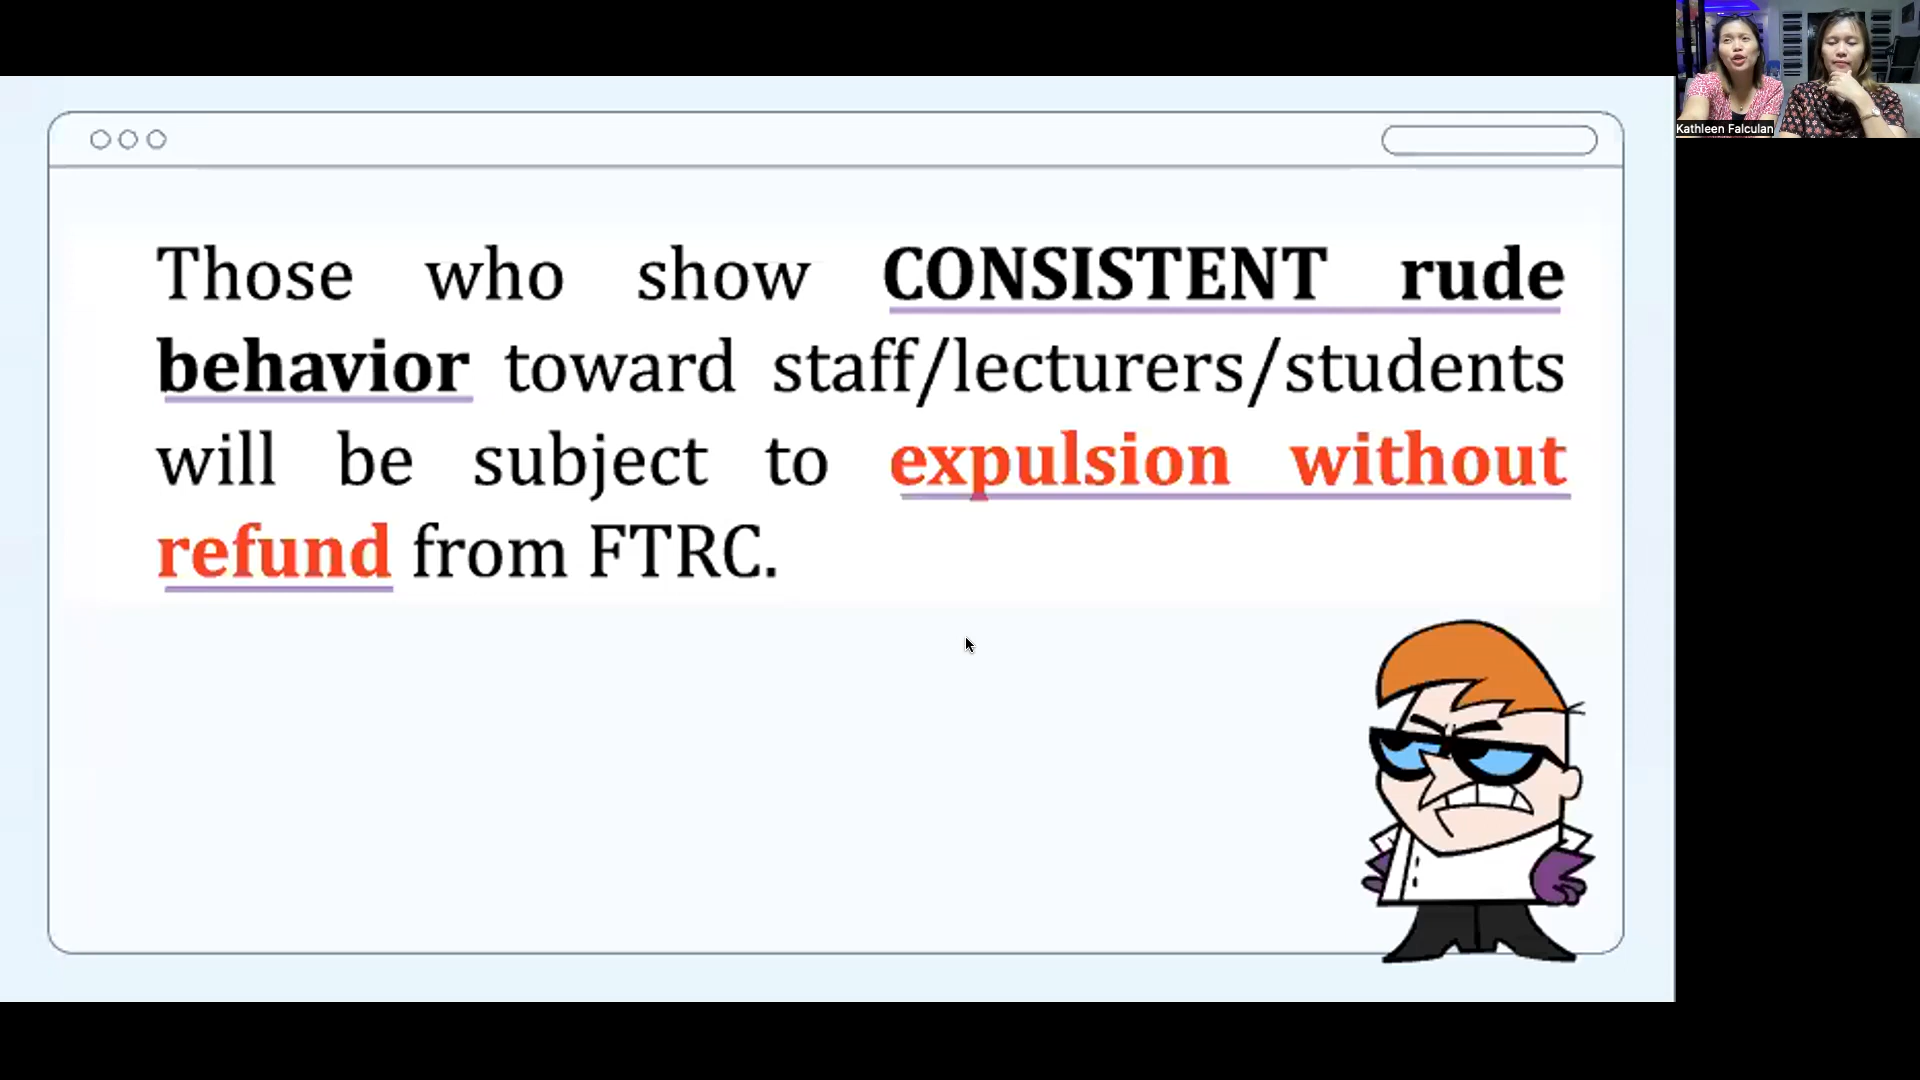 Those who show CONSISTENT rude
behavior toward staff/lecturers/students
will be subject to expulsion without
refund from FTRC.
Kathleen Falculan